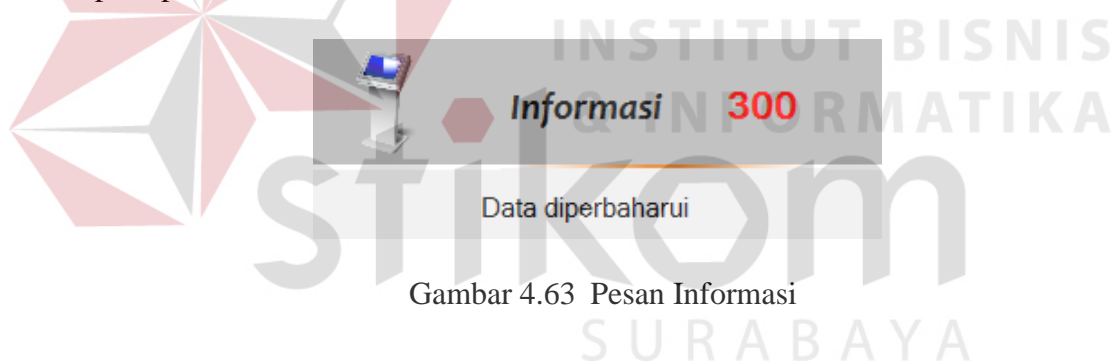 INSTITUT BISNIS
& INFORMATIKA
Informasi 300
stikom
Data diperbaharui
Gambar 4.63 Pesan Informasi
SURABAYA